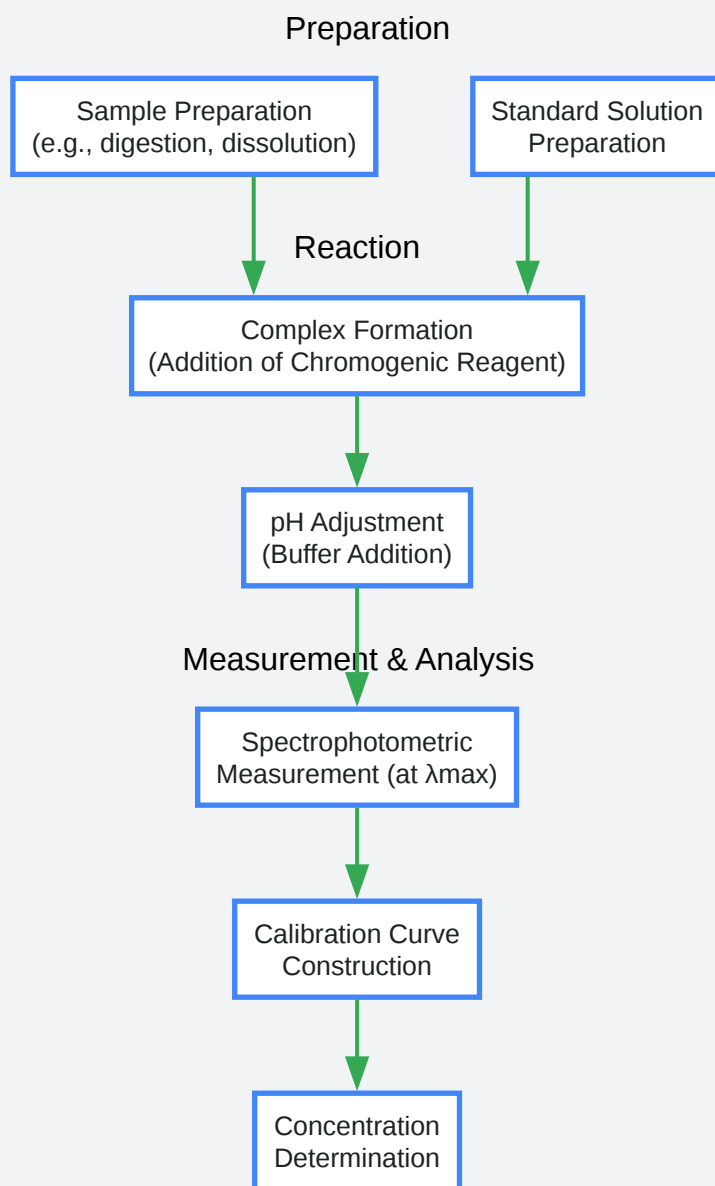 Preparation
Sample Preparation
(e.g., digestion, dissolution)
Standard Solution
Preparation
Reaction
Complex Formation
(Addition of Chromogenic Reagent)
pH Adjustment
(Buffer Addition)
Measurement & Analysis
Spectrophotometric
Measurement (at λmax)
Calibration Curve
Construction
Concentration
Determination